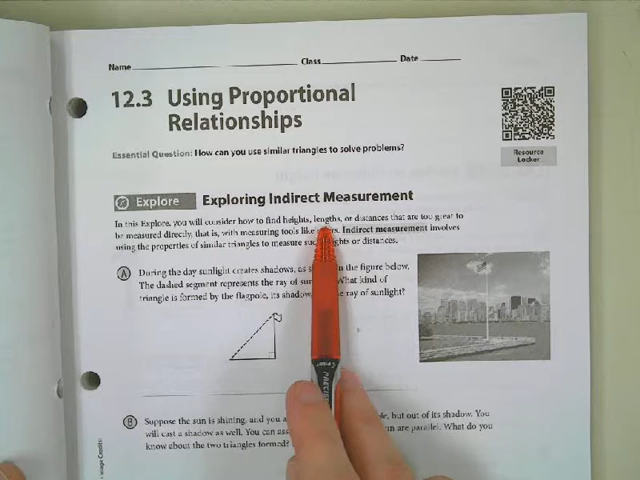 Name Class Date
12.3 Using Proportional
Relationships
Resource
Locker
Essential Question: How can you use similar triangles to solve problems?
Explore Exploring Indirect Measurement
In this Explore, you will consider how to find heights, lengths, or distances that are too great to
be measured directly, that is, with measuring tools like Indirect measurement involves
using the properties of similar triangles to measure or distances.
A During the day sunlight creates shadows, as in the figure below.
The dashed segment represents the ray of What kind of
triangle is formed by the flagpole, its shadow, ray of sunlight?
B Suppose the sun is shining, and you but out of its shadow. You
will cast a shadow as well. You can are parallel. What do you
know about the two triangles formed?